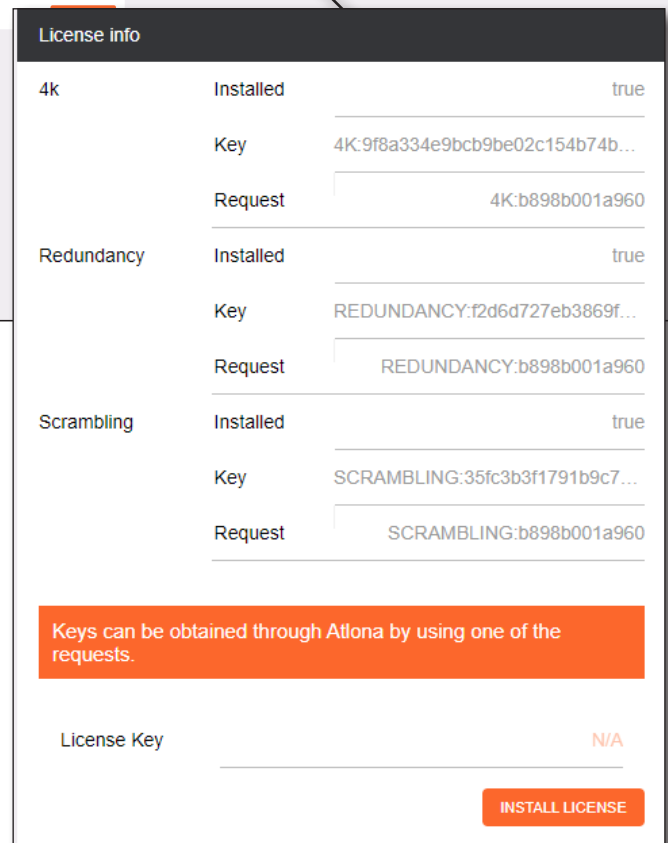 License info
4k Installed true
Key 4K:9f8a334e9bcb9be02c154b74b...
Request 4K:b898b001a960
Redundancy Installed true
Key REDUNDANCY:f2d6d727eb3869f...
Request REDUNDANCY:b898b001a960
Scrambling Installed true
Key SCRAMBLING:35fc3b3f1791b9c7...
Request SCRAMBLING:b898b001a960
Keys can be obtained through Atlona by using one of the
requests.
License Key N/A
INSTALL LICENSE